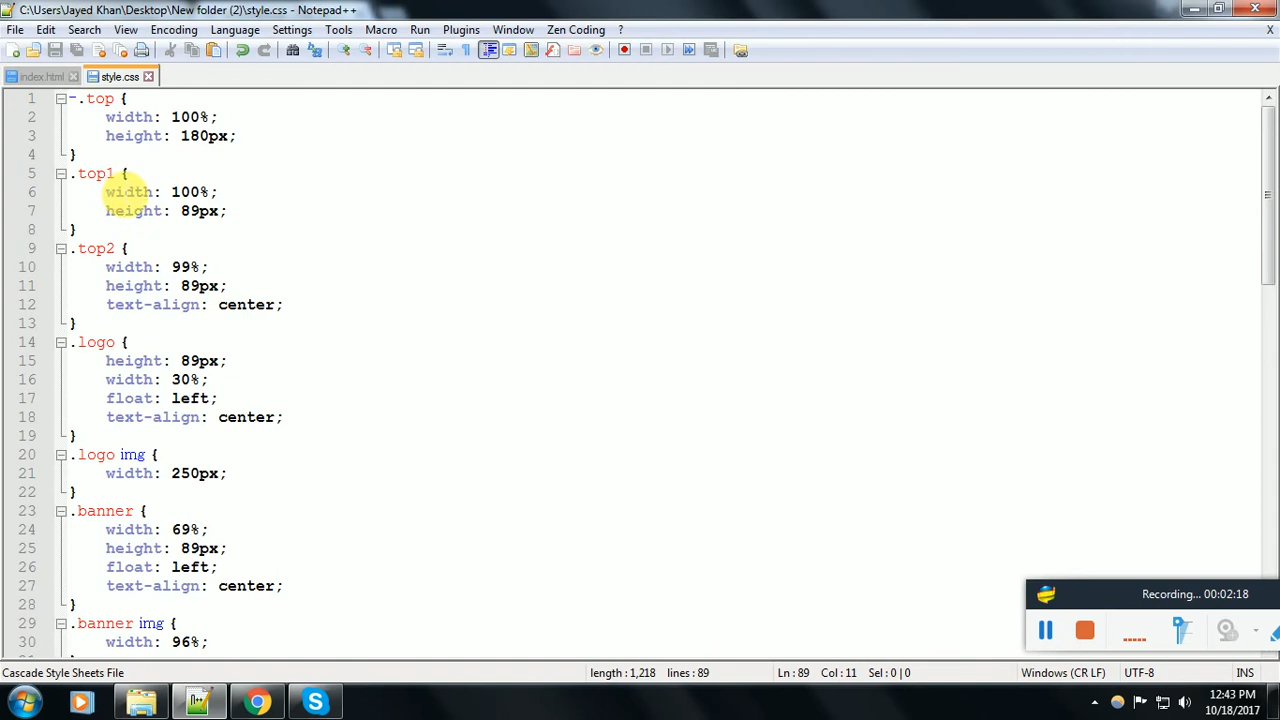 C:\Users\Jayed Khan\Desktop\New folder (2)\style.css - Notepad++
File Edit Search View Encoding Language Settings Tools Macro Run Plugins Window Zen Coding ? X
index.html style.css
1 .top {
2 width: 100%;
3 height: 180px;
4 }
5 .top1 {
6 width: 100%;
7 height: 89px;
8 }
9 .top2 {
10 width: 99%;
11 height: 89px;
12 text-align: center;
13 }
14 .logo {
15 height: 89px;
16 width: 30%;
17 float: left;
18 text-align: center;
19 }
20 .logo img {
21 width: 250px;
22 }
23 .banner {
24 width: 69%;
25 height: 89px;
26 float: left;
27 text-align: center;
28 }
29 .banner img {
30 width: 96%;
Recording... 00:02:18
Cascade Style Sheets File length : 1,218 lines : 89 Ln : 89 Col : 11 Sel : 0 | 0 Windows (CR LF) UTF-8 INS
12:43 PM
10/18/2017